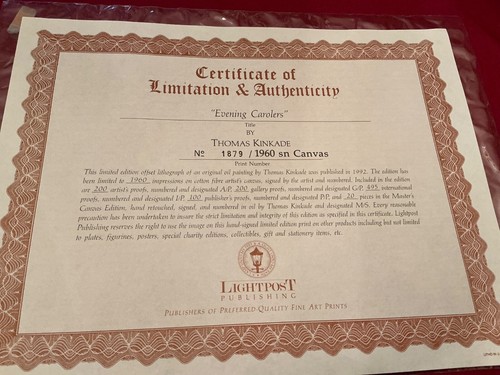 Certificate of
Limitation & Authenticity
"Evening Carolers"
Title
BY
THOMAS KINKADE
No 1879 / 1960 sn Canvas
Print Number
This limited edition offset lithograph of an original oil painting by Thomas Kinkade was published in 1992. The edition has
been limited to 1960 impressions on cotton fibre artist's canvas, signed by the artist and numbered. Included in the edition
are 200 artist's proofs, numbered and designated A/P, 200 gallery proofs, numbered and designated G/P, 495 international
proofs, numbered and designated I/P, 100 publisher's proofs, numbered and designated P/P, and 20 pieces in the Master's
Canvas Edition, hand retouched, signed, and numbered in oil by Thomas Kinkade and designated M/S. Every reasonable
precaution has been undertaken to insure the strict limitation and integrity of this edition as specified in this certificate. Lightpost
Publishing reserves the right to use the image on this hand-signed limited edition print on other products including but not limited
to plates, figurines, posters, special charity editions, collectibles, gift and stationery items, etc.
LIGHTPOST
PUBLISHING
PUBLISHERS OF PREFERRED QUALITY FINE ART PRINTS